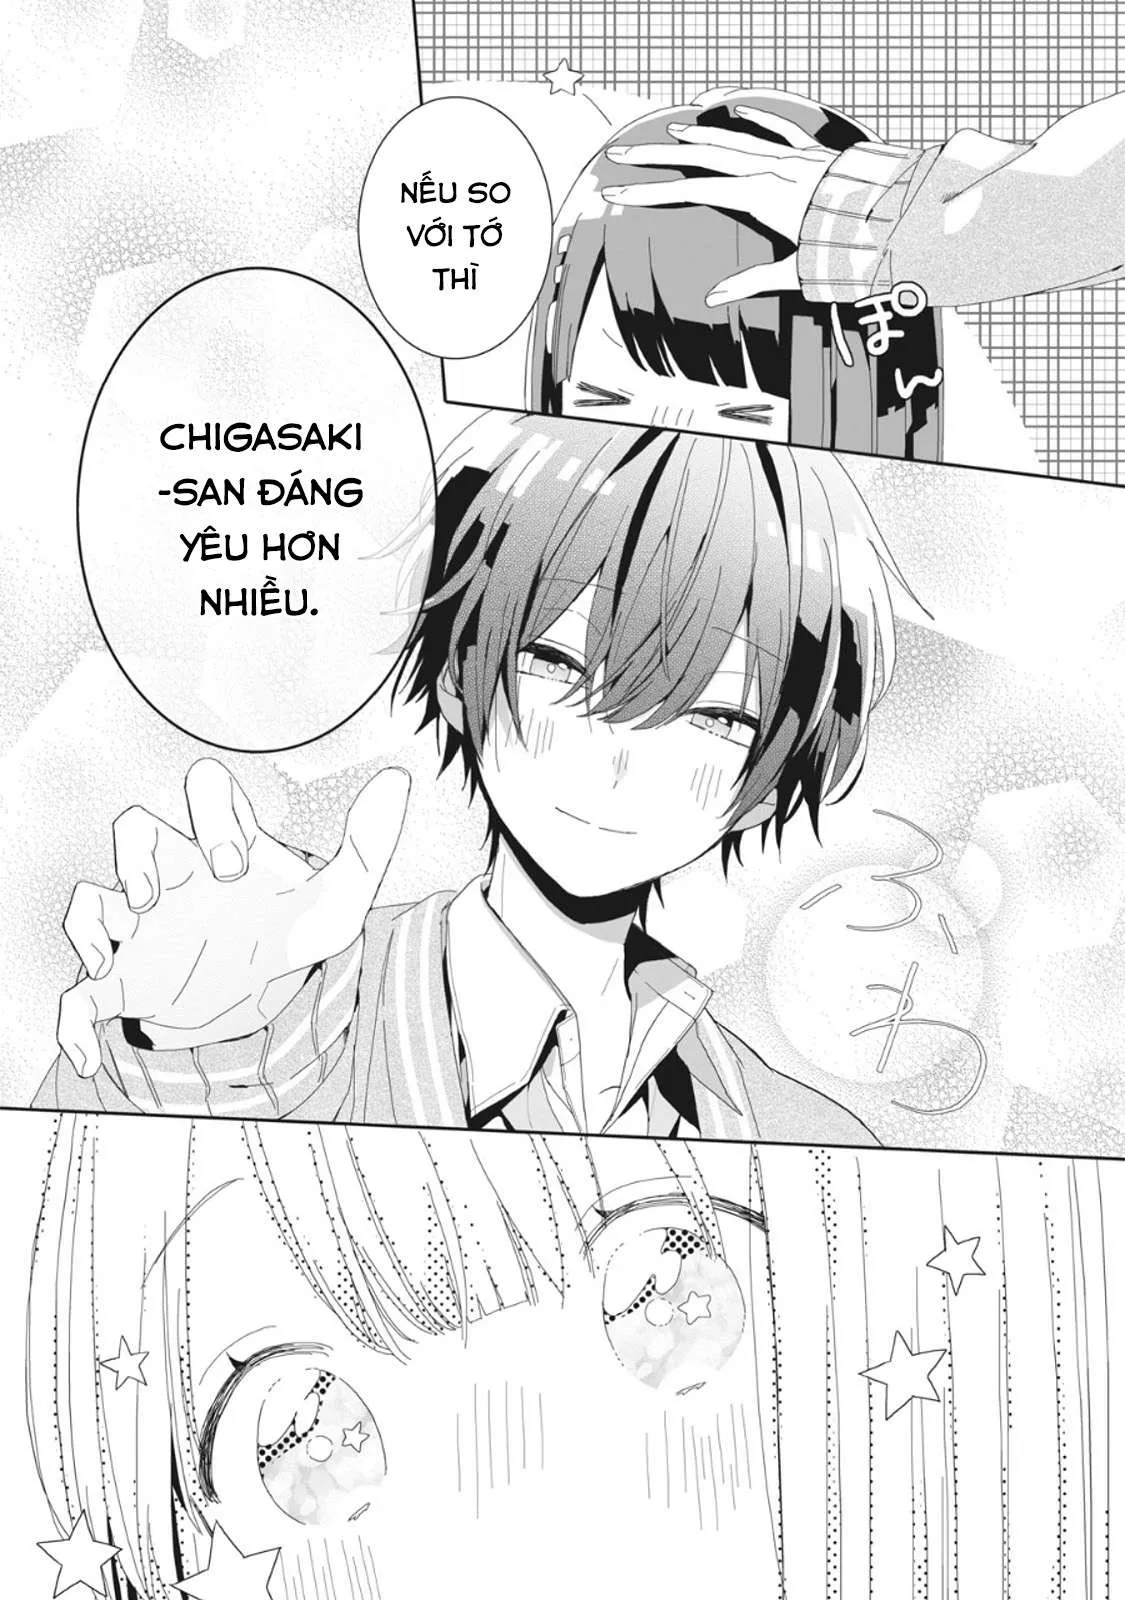 NẾU SO
VỚI TỚ
THÌ
ぽん
CHIGASAKI
-SAN ĐÁNG
YÊU HƠN
NHIỀU.
ふわ